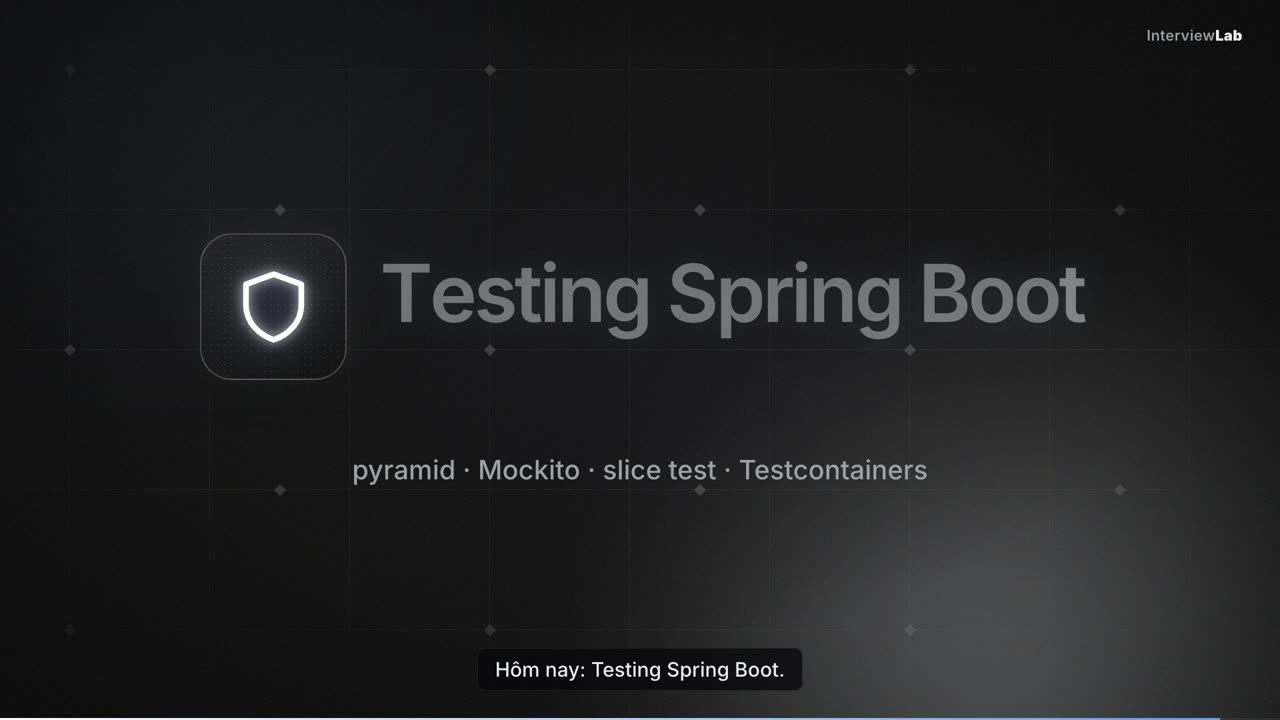 InterviewLab
Testing Spring Boot
pyramid · Mockito · slice test · Testcontainers
Hôm nay: Testing Spring Boot.